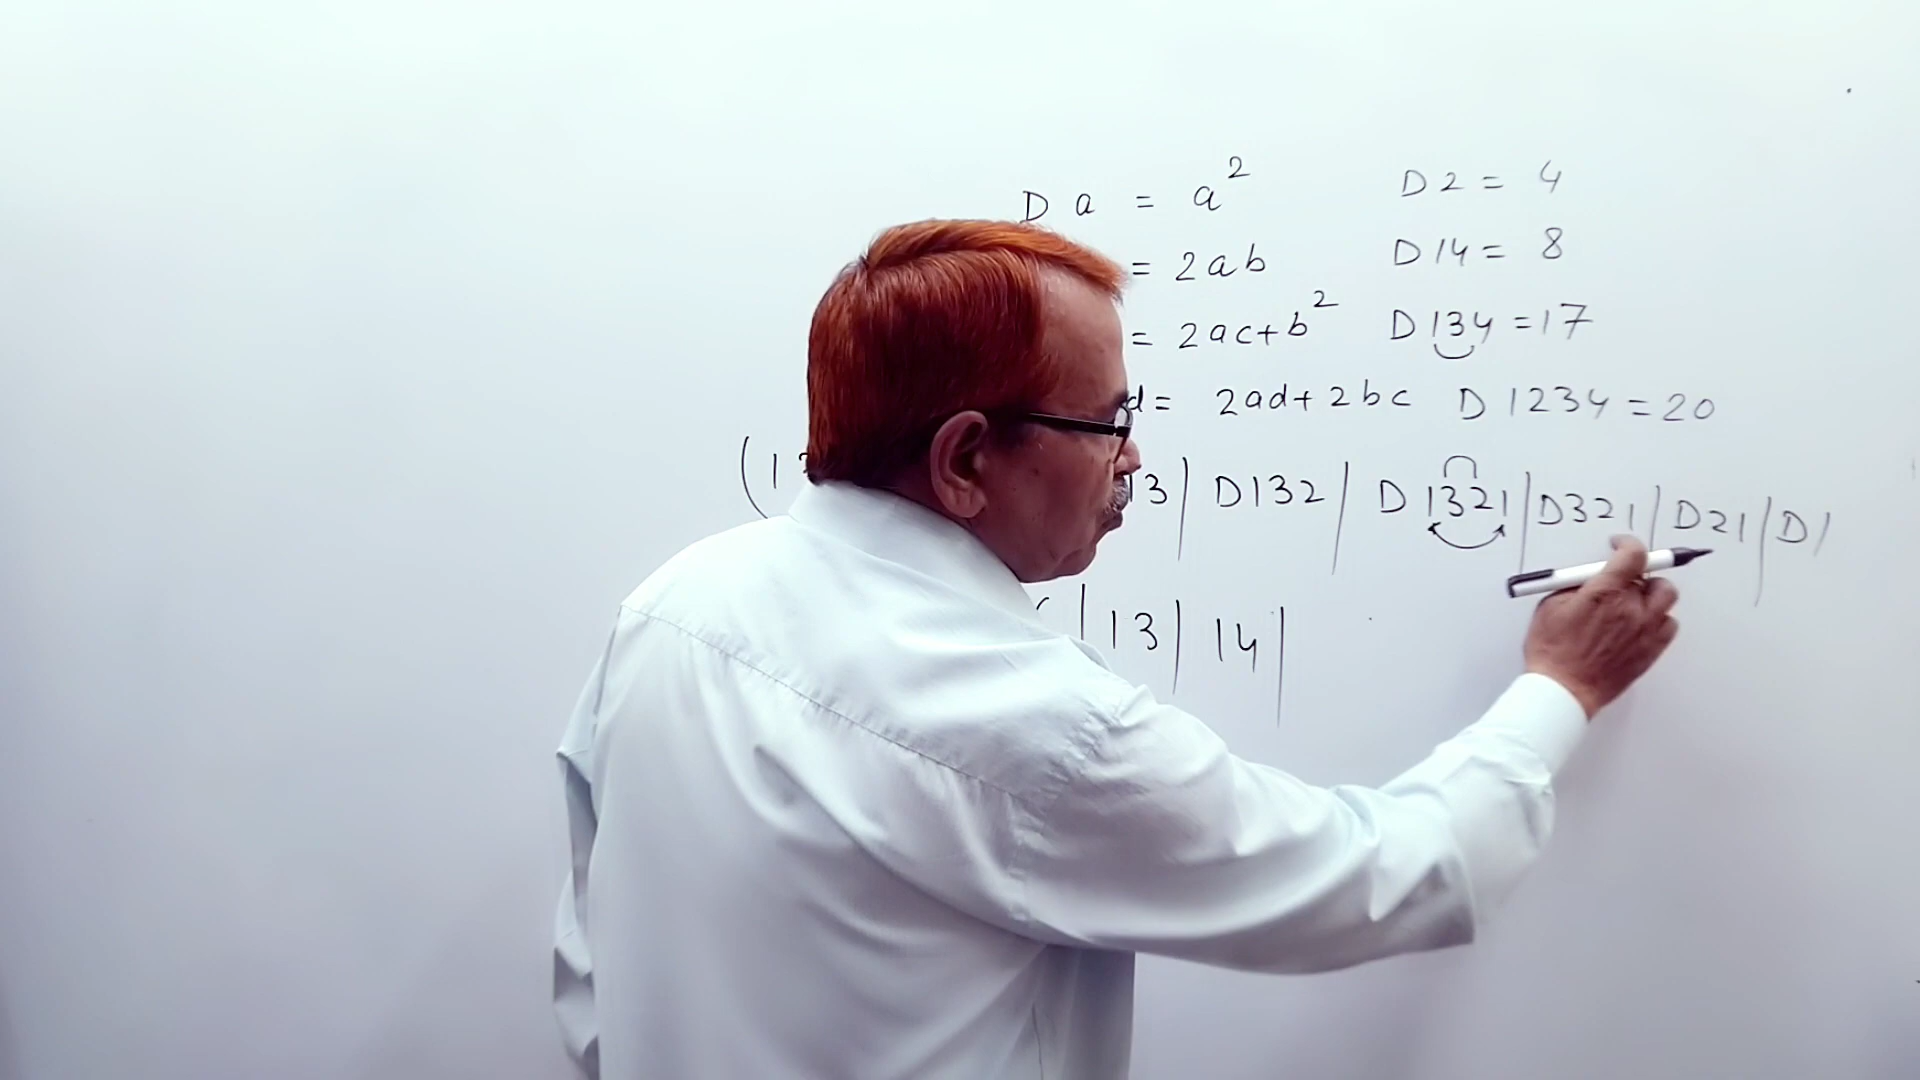 D a = a² D 2 = 4
= 2ab D 14 = 8
= 2ac+b² D 134 = 17
d = 2ad+2bc D 1234 = 20
(1 13| D132| D 1321|D321|D21|D1
|13| 14|